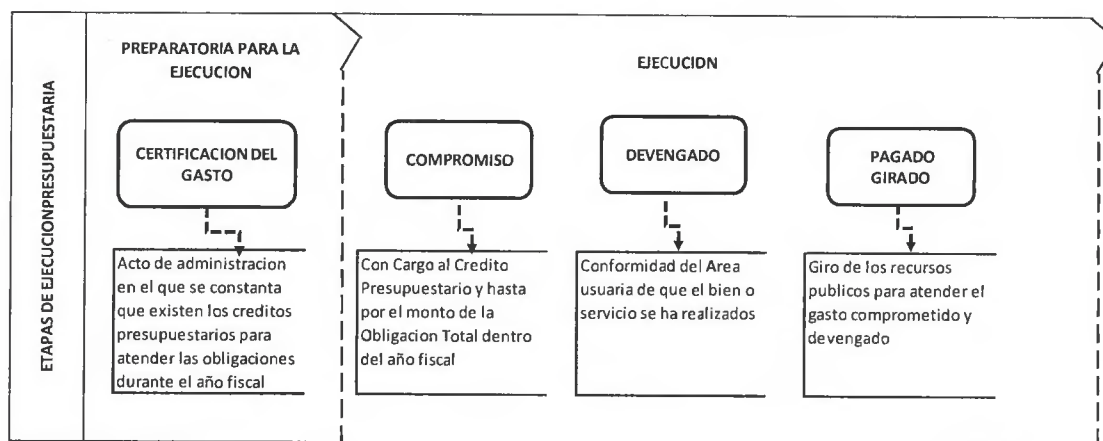 ETAPAS DE EJECUCIONPRESUPUESTARIA
PREPARATORIA PARA LA
EJECUCION
EJECUCIDN
CERTIFICACION DEL
GASTO
COMPROMISO
DEVENGADO
PAGADO
GIRADO
Acto de administracion
en el que se constanta
que existen los creditos
presupuestarios para
atender las obligaciones
durante el año fiscal
Con Cargo al Credito
Presupuestario y hasta
por el monto de la
Obligacion Total dentro
del año fiscal
Conformidad del Area
usuaria de que el bien o
servicio se ha realizados
Giro de los recursos
publicos para atender el
gasto comprometido y
devengado